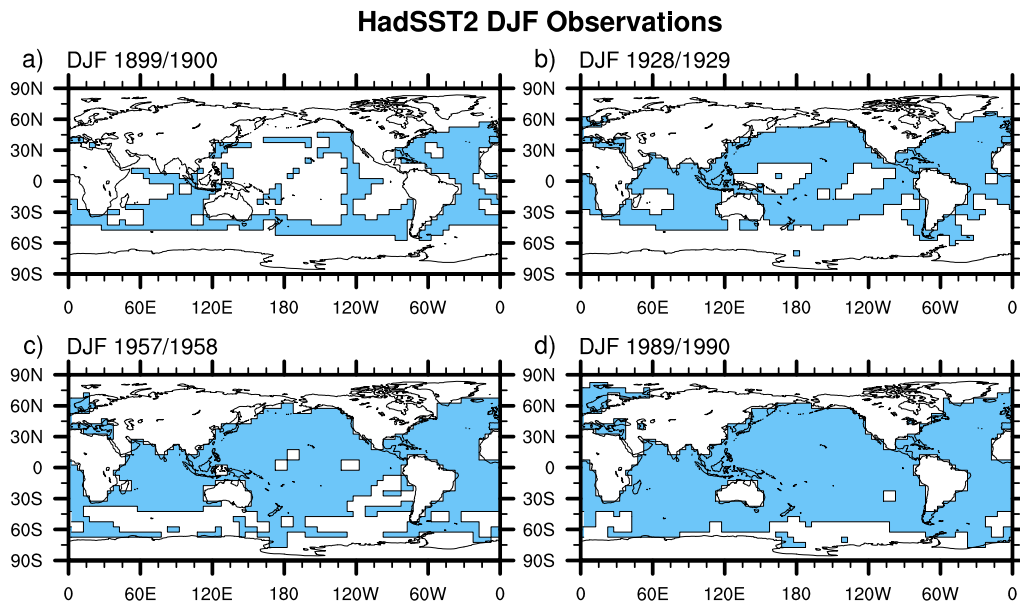 HadSST2 DJF Observations
a) DJF 1899/1900
b) DJF 1928/1929
90N
60N
30N
0
30S
60S
90S
0 60E 120E 180 120W 60W 0
90N
60N
30N
0
30S
60S
90S
0 60E 120E 180 120W 60W 0
c) DJF 1957/1958
d) DJF 1989/1990
90N
60N
30N
0
30S
60S
90S
0 60E 120E 180 120W 60W 0
90N
60N
30N
0
30S
60S
90S
0 60E 120E 180 120W 60W 0